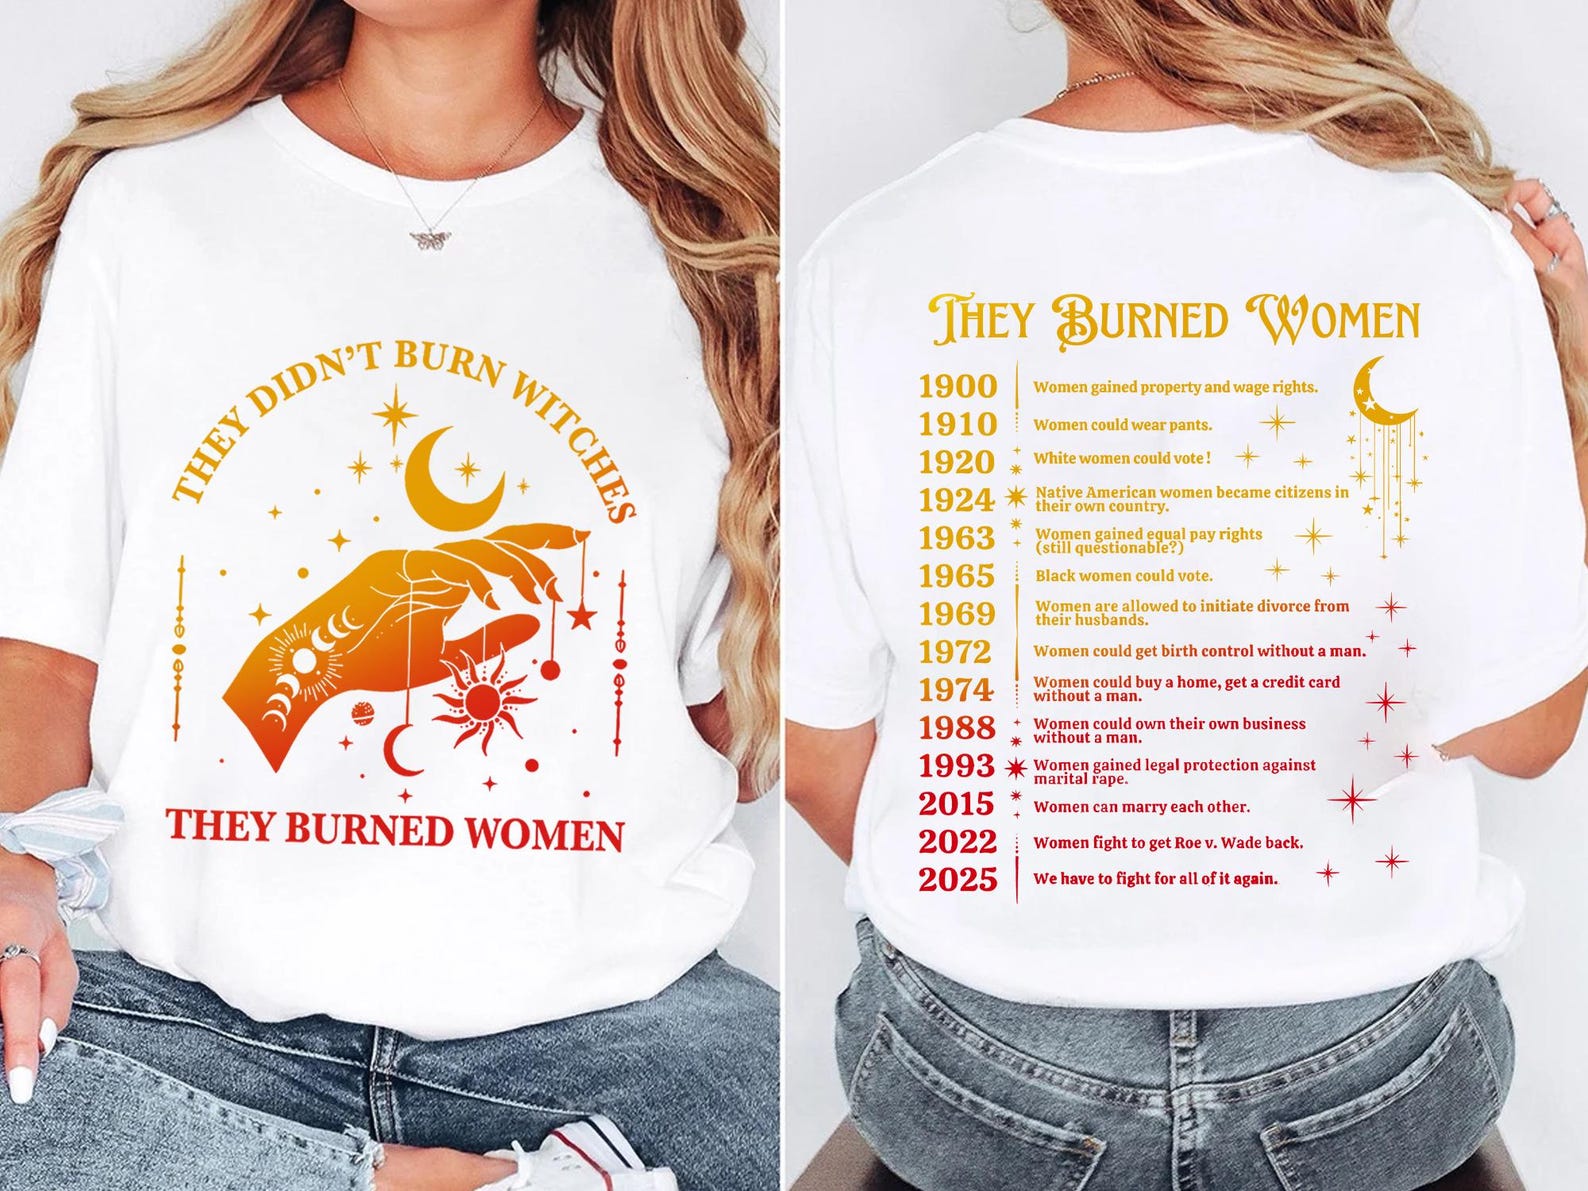 THEY DIDN'T BURN WITCHES
THEY BURNED WOMEN
They Burned Women
1900 Women gained property and wage rights.
1910 Women could wear pants.
1920 White women could vote!
1924 Native American women became citizens in
their own country.
1963 Women gained equal pay rights
(still questionable?)
1965 Black women could vote.
1969 Women are allowed to initiate divorce from
their husbands.
1972 Women could get birth control without a man.
1974 Women could buy a home, get a credit card
without a man.
1988 Women could own their own business
without a man.
1993 Women gained legal protection against
marital rape.
2015 Women can marry each other.
2022 Women fight to get Roe v. Wade back.
2025 We have to fight for all of it again.